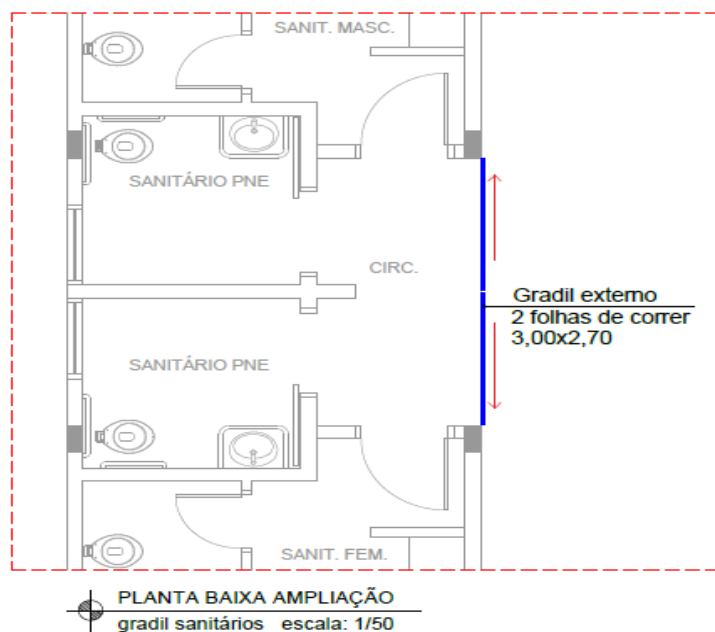 SANIT. MASC.
SANITÁRIO PNE
CIRC.
Gradil externo
2 folhas de correr
3,00x2,70
SANITÁRIO PNE
SANIT. FEM.
PLANTA BAIXA AMPLIAÇÃO
gradil sanitários escala: 1/50